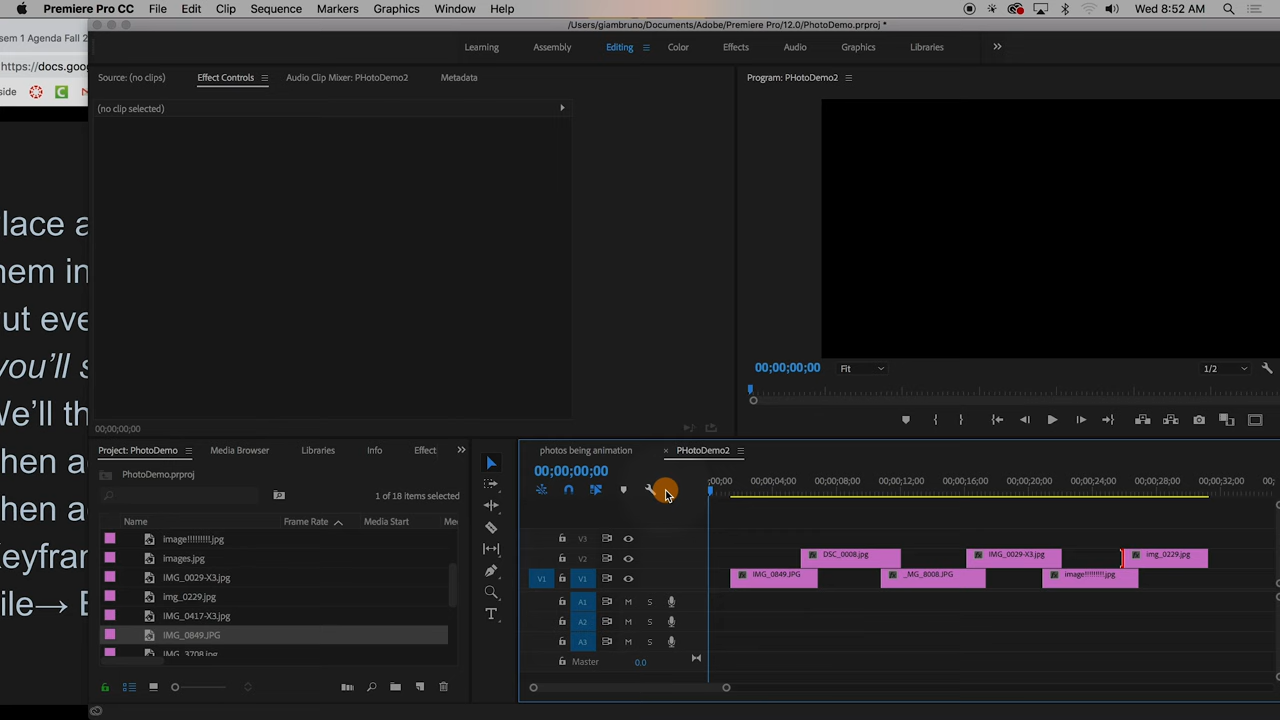 Premiere Pro CC File Edit Clip Sequence Markers Graphics Window Help Wed 8:52 AM
/Users/giambruno/Documents/Adobe/Premiere Pro/12.0/PhotoDemo.prproj *
sem 1 Agenda Fall 2
https://docs.goo
side
Learning Assembly Editing Color Effects Audio Graphics Libraries
Source: (no clips) Effect Controls Audio Clip Mixer: PHotoDemo2 Metadata
Program: PHotoDemo2
(no clip selected)
lace a
hem in
ut eve
you'll s
We'll th
hen a
hen a
Keyfram
ile→ E
00;00;00;00 Fit 1/2
00;00;00;00
Project: PhotoDemo Media Browser Libraries Info Effect
PhotoDemo.prproj
1 of 18 items selected
Name Frame Rate Media Start Me
image!!!!!!!!!.jpg
images.jpg
IMG_0029-X3.jpg
img_0229.jpg
IMG_0417-X3.jpg
IMG_0849.JPG
IMG_3708.jpg
photos being animation × PHotoDemo2
00;00;00;00
;00;00 00;00;04;00 00;00;08;00 00;00;12;00 00;00;16;00 00;00;20;00 00;00;24;00 00;00;28;00 00;00;32;00 00;
V3
V2 DSC_0008.jpg IMG_0029-X3.jpg img_0229.jpg
V1 V1 IMG_0849.JPG _MG_8008.JPG image!!!!!!!!!.jpg
A1 M S
A2 M S
A3 M S
Master 0.0